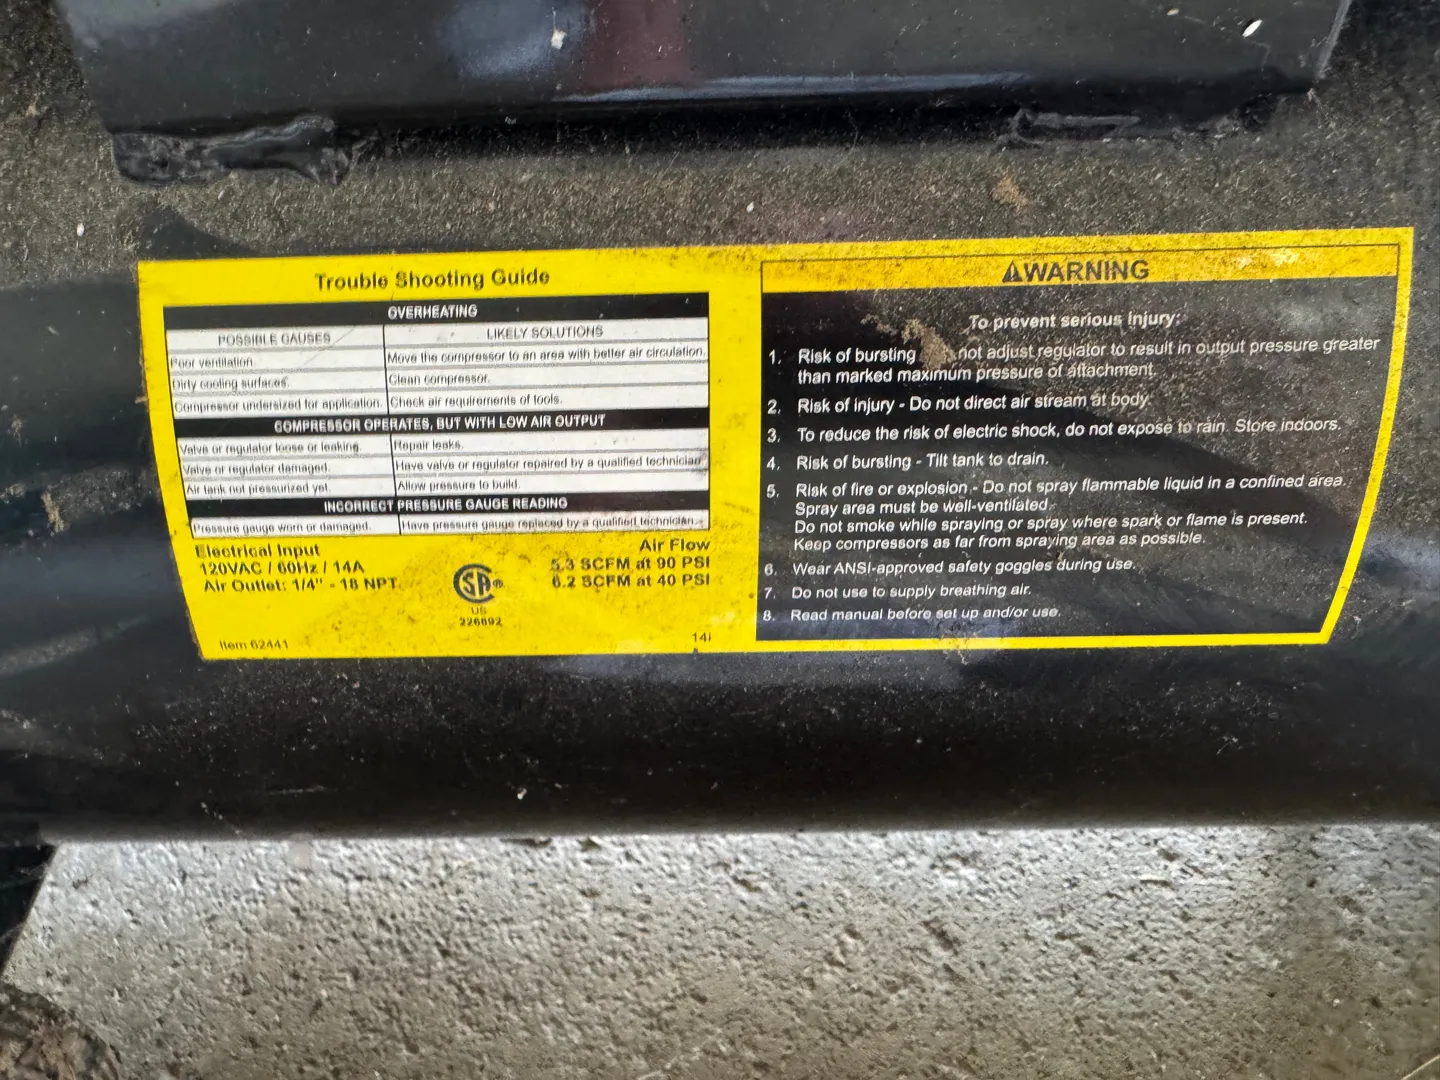 Trouble Shooting Guide
OVERHEATING
POSSIBLE CAUSES LIKELY SOLUTIONS
Poor ventilation. Move the compressor to an area with better air circulation.
Dirty cooling surfaces. Clean compressor.
Compressor undersized for application. Check air requirements of tools.
COMPRESSOR OPERATES, BUT WITH LOW AIR OUTPUT
Valve or regulator loose or leaking. Repair leaks.
Valve or regulator damaged. Have valve or regulator repaired by a qualified technician.
Air tank not pressurized yet. Allow pressure to build.
INCORRECT PRESSURE GAUGE READING
Pressure gauge worn or damaged. Have pressure gauge replaced by a qualified technician.
Electrical Input
120VAC / 60Hz / 14A
Air Outlet: 1/4" - 18 NPT
SA ®
US
226892
Air Flow
5.3 SCFM at 90 PSI
6.2 SCFM at 40 PSI
Item 62441
14i
⚠WARNING
To prevent serious injury:
1. Risk of bursting not adjust regulator to result in output pressure greater
than marked maximum pressure of attachment.
2. Risk of injury - Do not direct air stream at body.
3. To reduce the risk of electric shock, do not expose to rain. Store indoors.
4. Risk of bursting - Tilt tank to drain.
5. Risk of fire or explosion - Do not spray flammable liquid in a confined area.
Spray area must be well-ventilated.
Do not smoke while spraying or spray where spark or flame is present.
Keep compressors as far from spraying area as possible.
6. Wear ANSI-approved safety goggles during use.
7. Do not use to supply breathing air.
8. Read manual before set up and/or use.